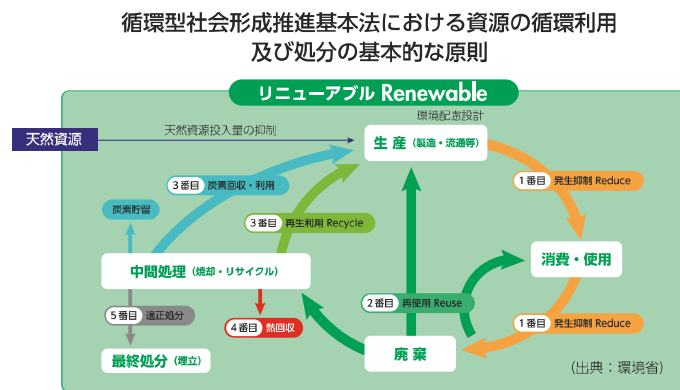 循環型社会形成推進基本法における資源の循環利用
及び処分の基本的な原則
リニューアブル Renewable
環境配慮設計
天然資源
天然資源投入量の抑制
生産（製造・流通等）
3番目 炭素回収・利用
1番目 発生抑制 Reduce
炭素貯留
3番目 再生利用 Recycle
消費・使用
中間処理（焼却・リサイクル）
2番目 再使用 Reuse
5番目 適正処分
4番目 熱回収
1番目 発生抑制 Reduce
最終処分（埋立）
廃棄
（出典：環境省）